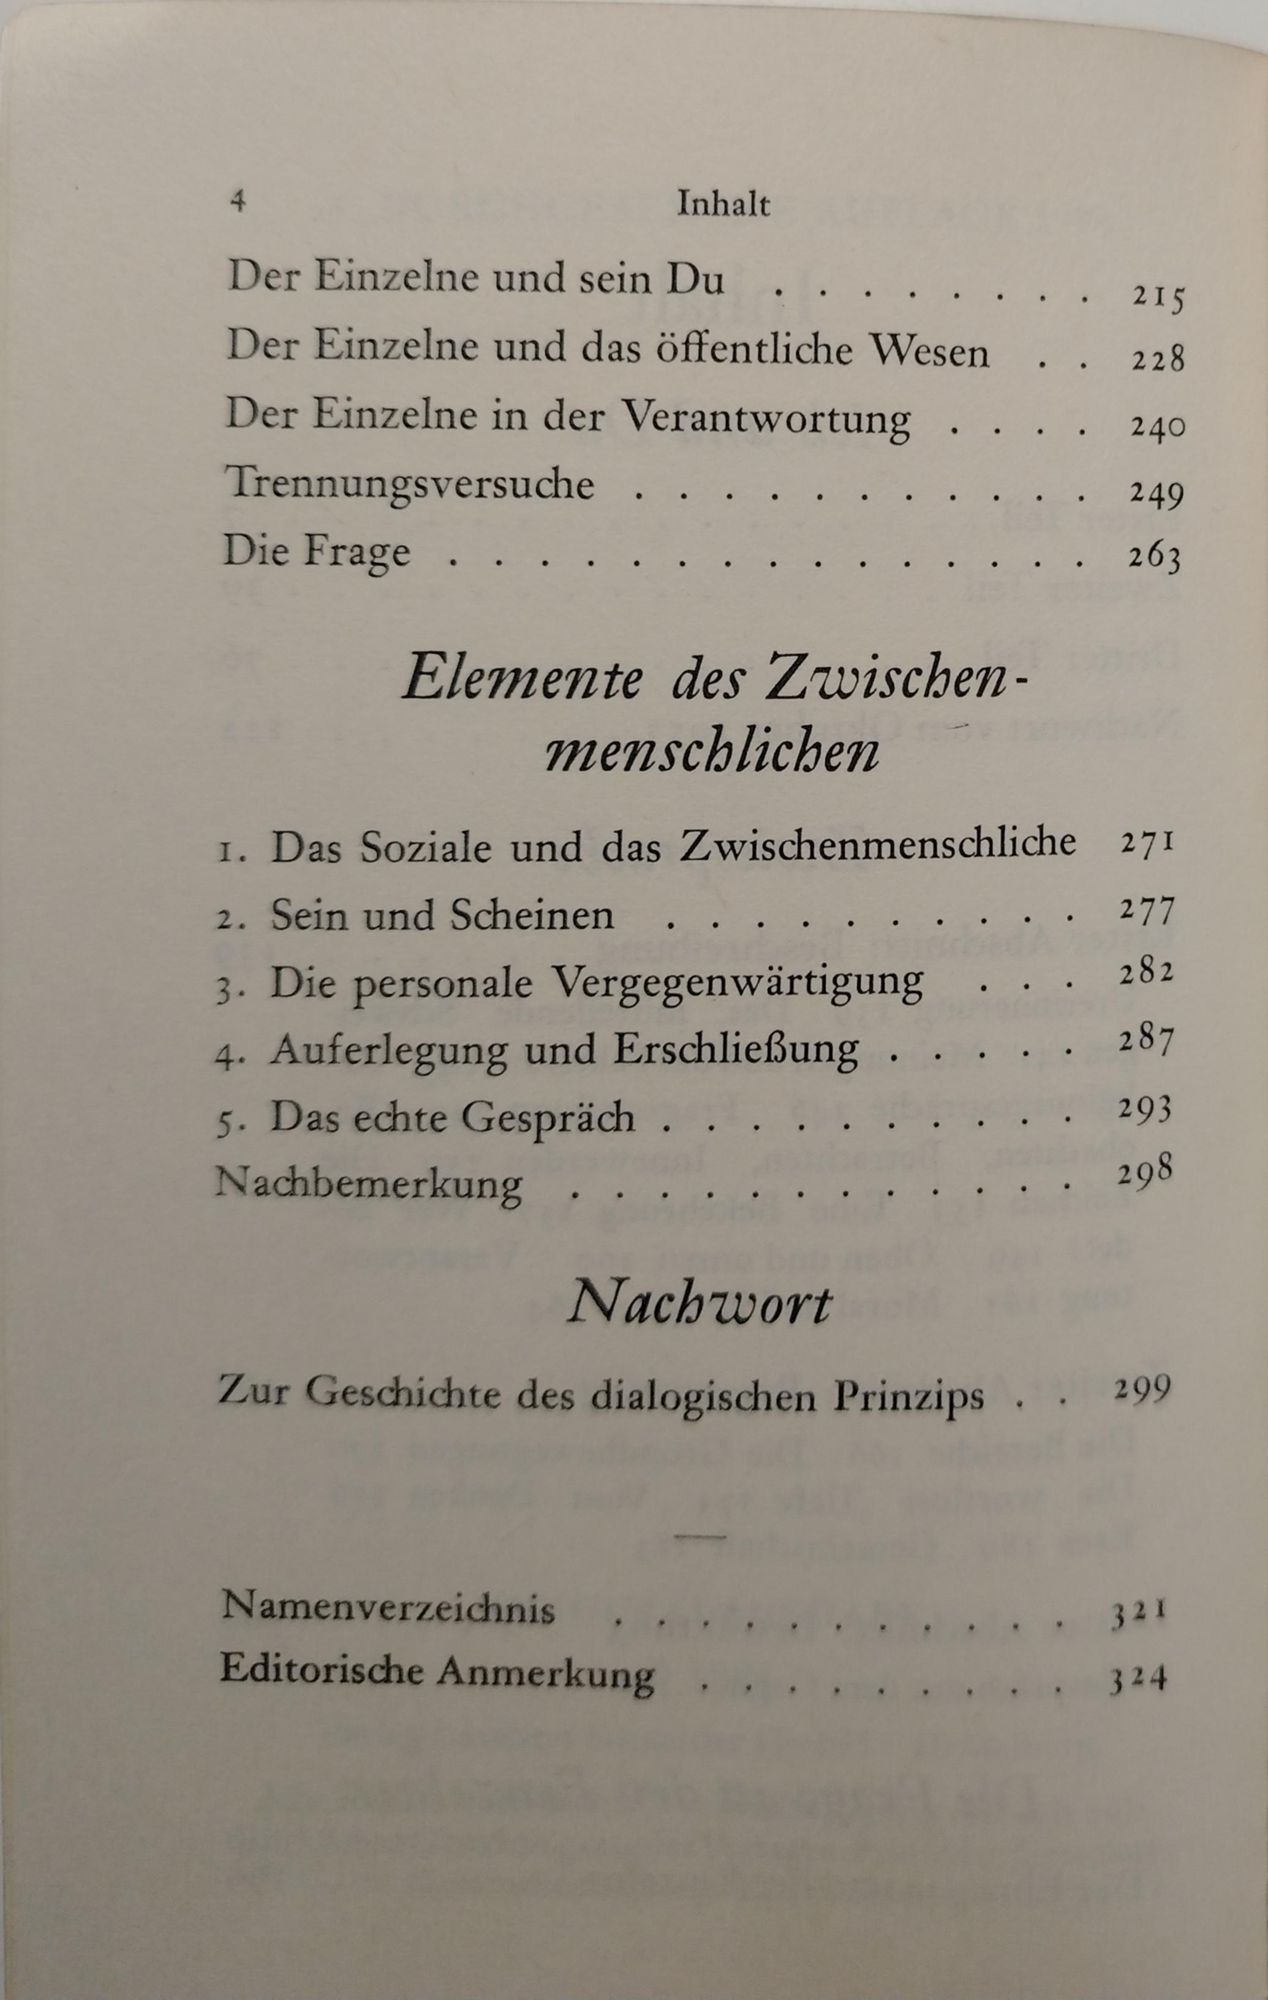 4 Inhalt
Der Einzelne und sein Du . . . . . . . . 215
Der Einzelne und das öffentliche Wesen . . 228
Der Einzelne in der Verantwortung . . . . 240
Trennungsversuche . . . . . . . . . . . 249
Die Frage . . . . . . . . . . . . . . . 263
Elemente des Zwischen-
menschlichen
1. Das Soziale und das Zwischenmenschliche 271
2. Sein und Scheinen . . . . . . . . . . 277
3. Die personale Vergegenwärtigung . . . 282
4. Auferlegung und Erschließung . . . . . 287
5. Das echte Gespräch . . . . . . . . . . 293
Nachbemerkung . . . . . . . . . . . . 298
Nachwort
Zur Geschichte des dialogischen Prinzips . . 299
Namenverzeichnis . . . . . . . . . . . 321
Editorische Anmerkung . . . . . . . . . 324